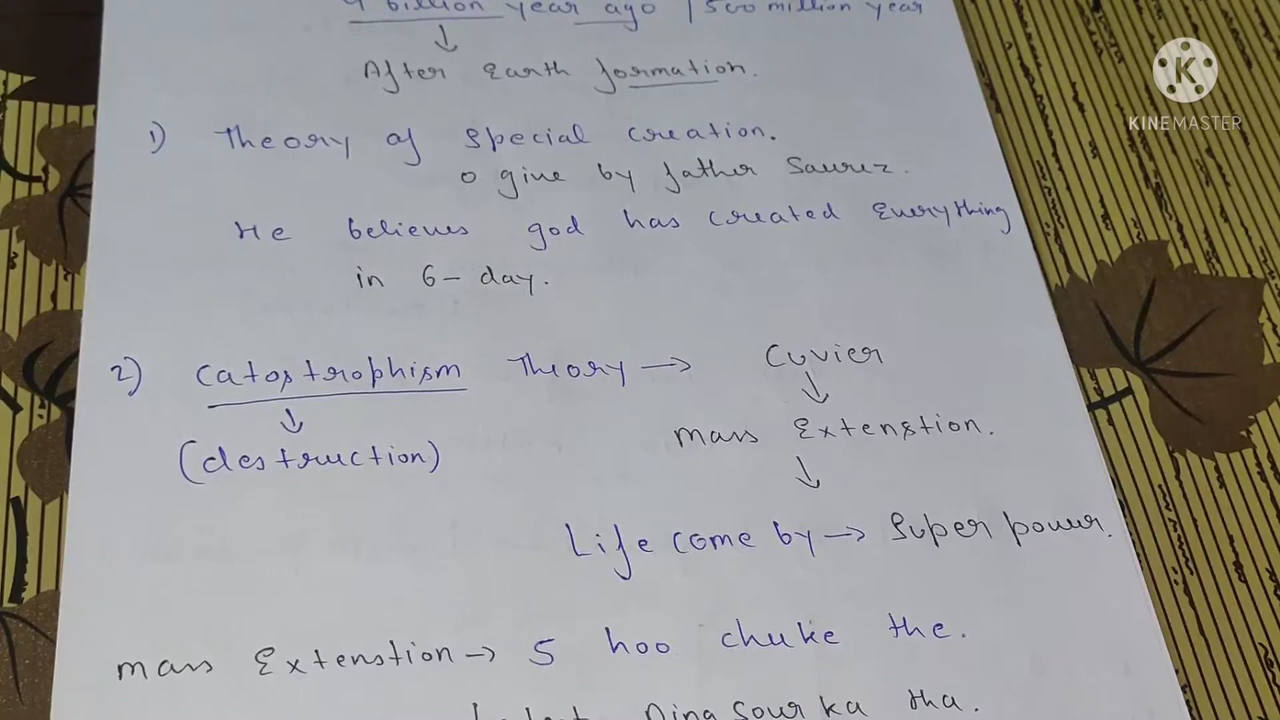 billion year ago / 500 million year
↓
After Earth formation.
1) Theory of special creation.
o give by father Saurez.
He believes god has created Everything
in 6-day.
2) Catostrophism Theory → Cuvier
↓ ↓
(destruction) mass Extenstion.
↓
Life come by → Super power.
mass Extenstion → 5 hoo chuke the.
Dinasour ka tha.
K
KINEMASTER